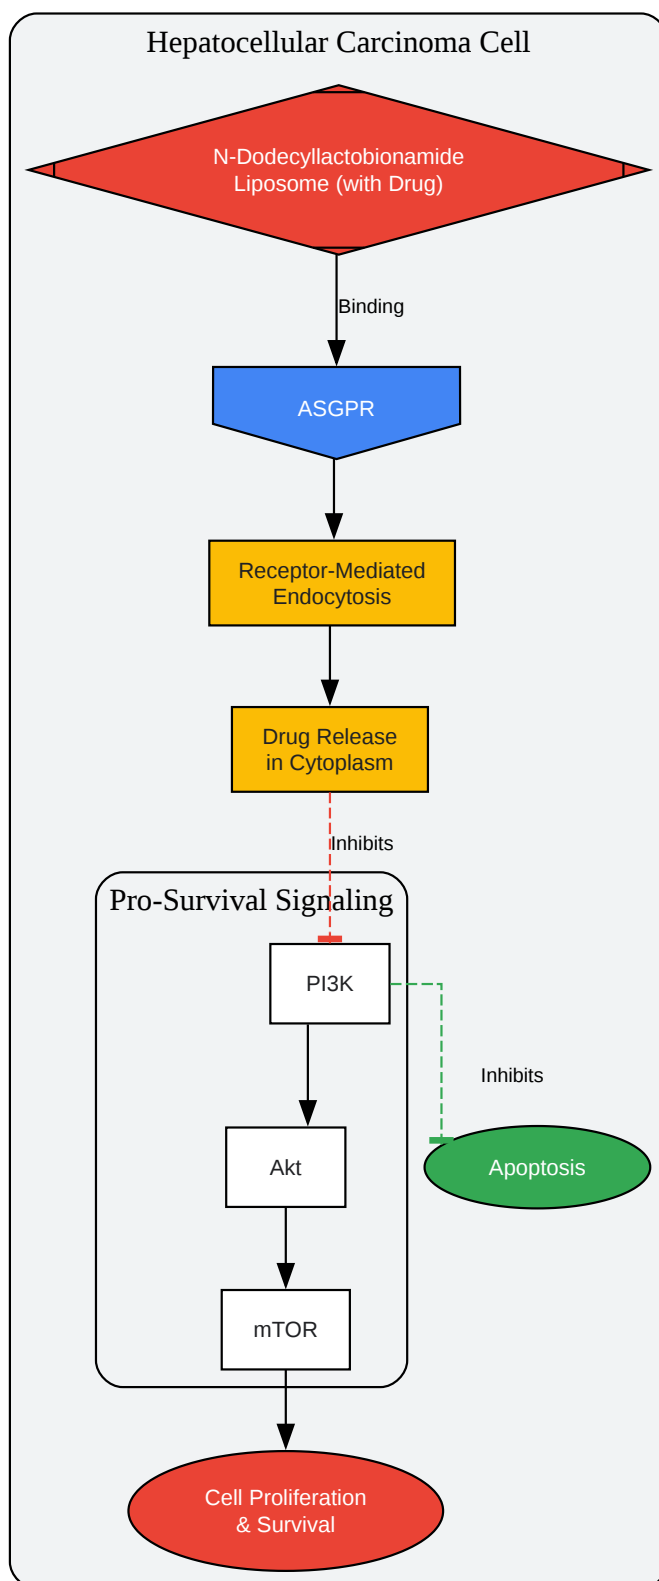 Hepatocellular Carcinoma Cell
N-Dodecyllactobionamide
Liposome (with Drug)
Binding
ASGPR
Receptor-Mediated
Endocytosis
Drug Release
in Cytoplasm
Inhibits
Pro-Survival Signaling
PI3K
Inhibits
Akt
Apoptosis
mTOR
Cell Proliferation
& Survival